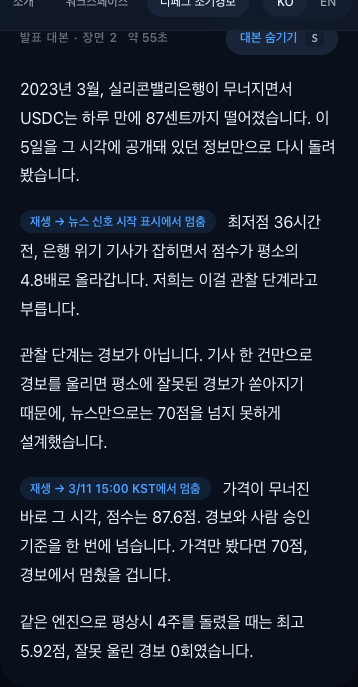 소개 워크스페이스 디페그 조기경보 KO EN
발표 대본 · 장면 2 약 55초 대본 숨기기 S
2023년 3월, 실리콘밸리은행이 무너지면서
USDC는 하루 만에 87센트까지 떨어졌습니다. 이
5일을 그 시각에 공개돼 있던 정보만으로 다시 돌려
봤습니다.
재생 → 뉴스 신호 시작 표시에서 멈춤 최저점 36시간
전, 은행 위기 기사가 잡히면서 점수가 평소의
4.8배로 올라갑니다. 저희는 이걸 관찰 단계라고
부릅니다.
관찰 단계는 경보가 아닙니다. 기사 한 건만으로
경보를 울리면 평소에 잘못된 경보가 쏟아지기
때문에, 뉴스만으로는 70점을 넘지 못하게
설계했습니다.
재생 → 3/11 15:00 KST에서 멈춤 가격이 무너진
바로 그 시각, 점수는 87.6점. 경보와 사람 승인
기준을 한 번에 넘습니다. 가격만 봤다면 70점,
경보에서 멈췄을 겁니다.
같은 엔진으로 평상시 4주를 돌렸을 때는 최고
5.92점, 잘못 울린 경보 0회였습니다.